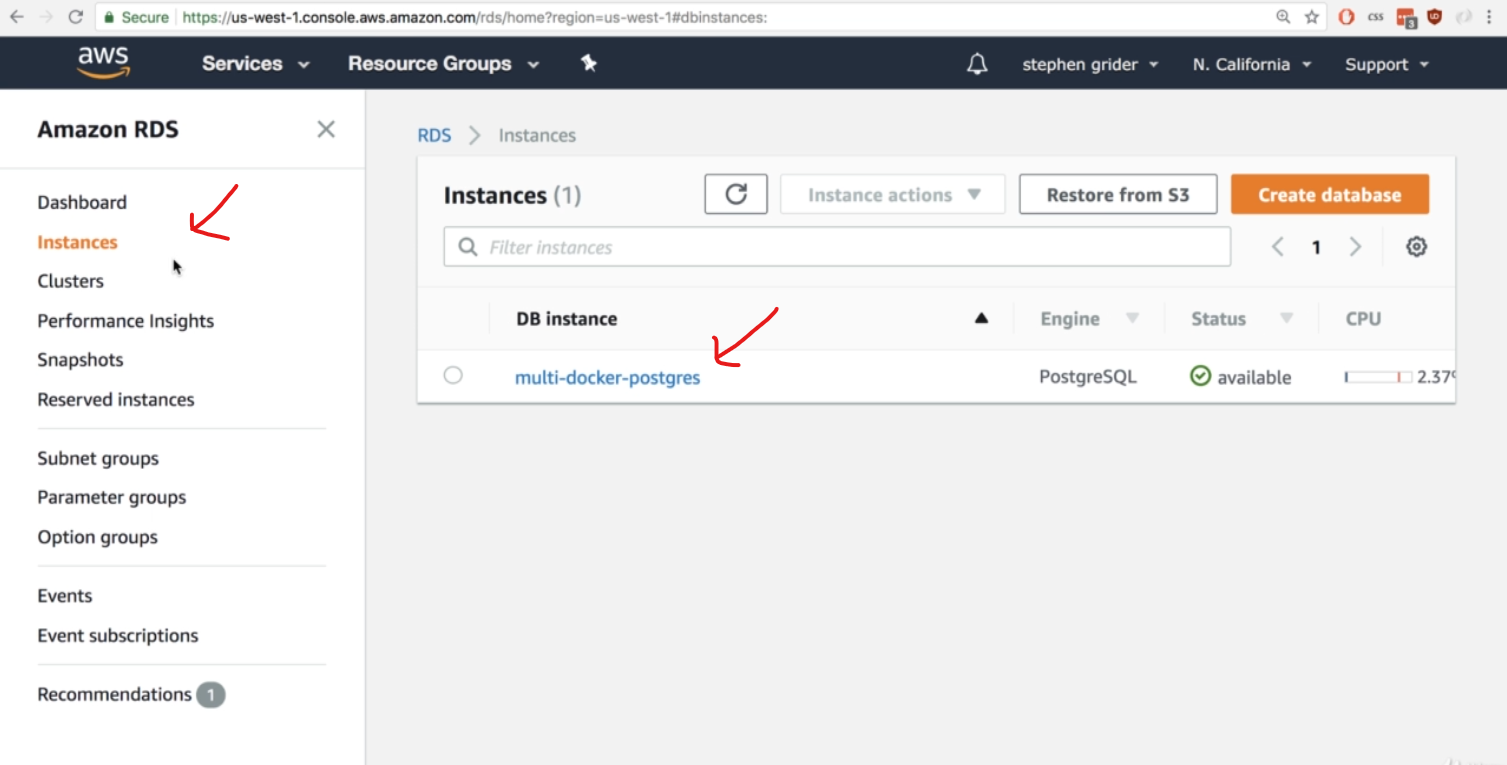 Secure https://us-west-1.console.aws.amazon.com/rds/home?region=us-west-1#dbinstances:
css 3
aws Services Resource Groups stephen grider N. California Support
Amazon RDS
Dashboard
Instances
Clusters
Performance Insights
Snapshots
Reserved instances
Subnet groups
Parameter groups
Option groups
Events
Event subscriptions
Recommendations 1
RDS Instances
Instances (1) Instance actions Restore from S3 Create database
Filter instances 1
DB instance Engine Status CPU
multi-docker-postgres PostgreSQL available 2.37